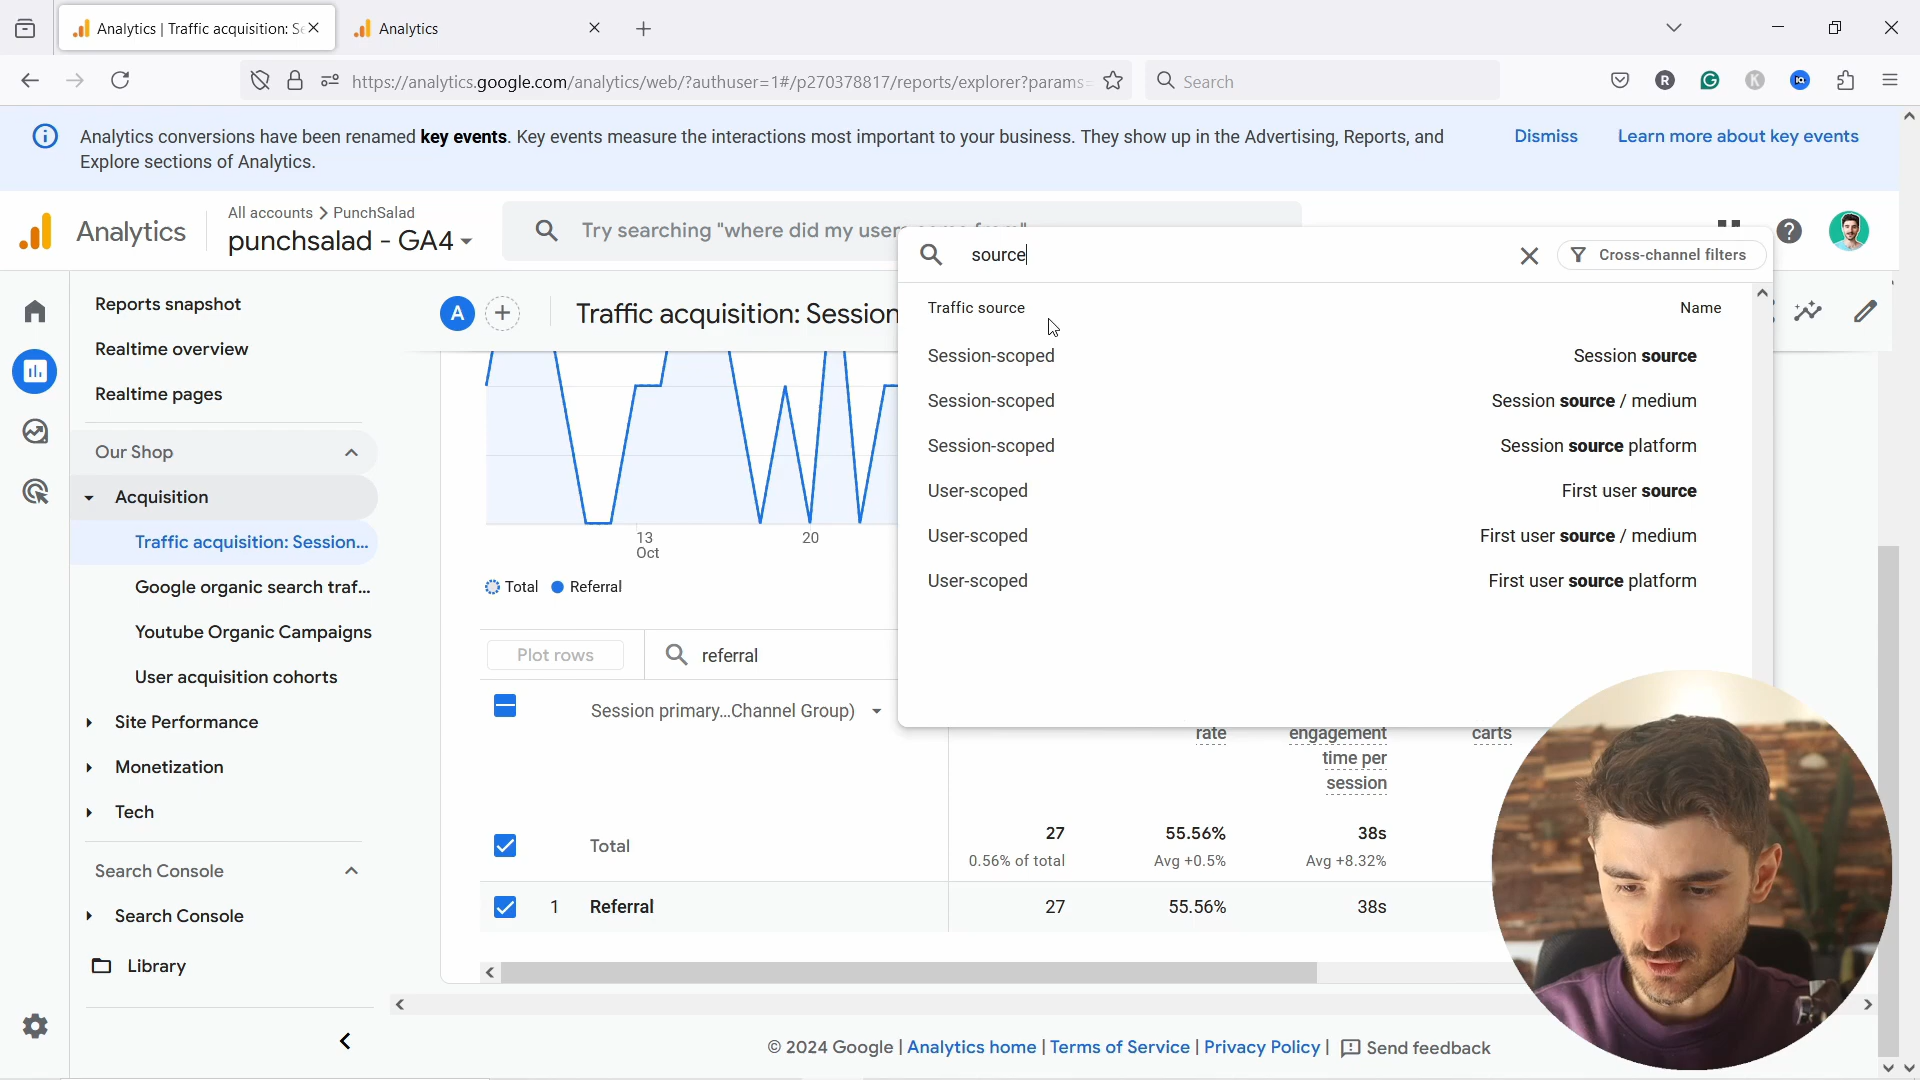 Analytics | Traffic acquisition: Se
Analytics
https://analytics.google.com/analytics/web/?authuser=1#/p270378817/reports/explorer?params=
Search
R
K
Analytics conversions have been renamed key events. Key events measure the interactions most important to your business. They show up in the Advertising, Reports, and
Explore sections of Analytics.
Dismiss
Learn more about key events
Analytics
All accounts > PunchSalad
punchsalad - GA4
Try searching "where did my users come from"
source
Cross-channel filters
Traffic source
Name
Session-scoped
Session source
Session-scoped
Session source / medium
Session-scoped
Session source platform
User-scoped
First user source
User-scoped
First user source / medium
User-scoped
First user source platform
Reports snapshot
Realtime overview
Realtime pages
Our Shop
Acquisition
Traffic acquisition: Session...
Google organic search traf...
Youtube Organic Campaigns
User acquisition cohorts
Site Performance
Monetization
Tech
Search Console
Search Console
Library
A
Traffic acquisition: Session
13
Oct
20
Total
Referral
Plot rows
referral
Session primary...Channel Group)
rate
engagement
time per
session
carts
Total
27
55.56%
38s
0.56% of total
Avg +0.5%
Avg +8.32%
1
Referral
27
55.56%
38s
© 2024 Google | Analytics home | Terms of Service | Privacy Policy | Send feedback